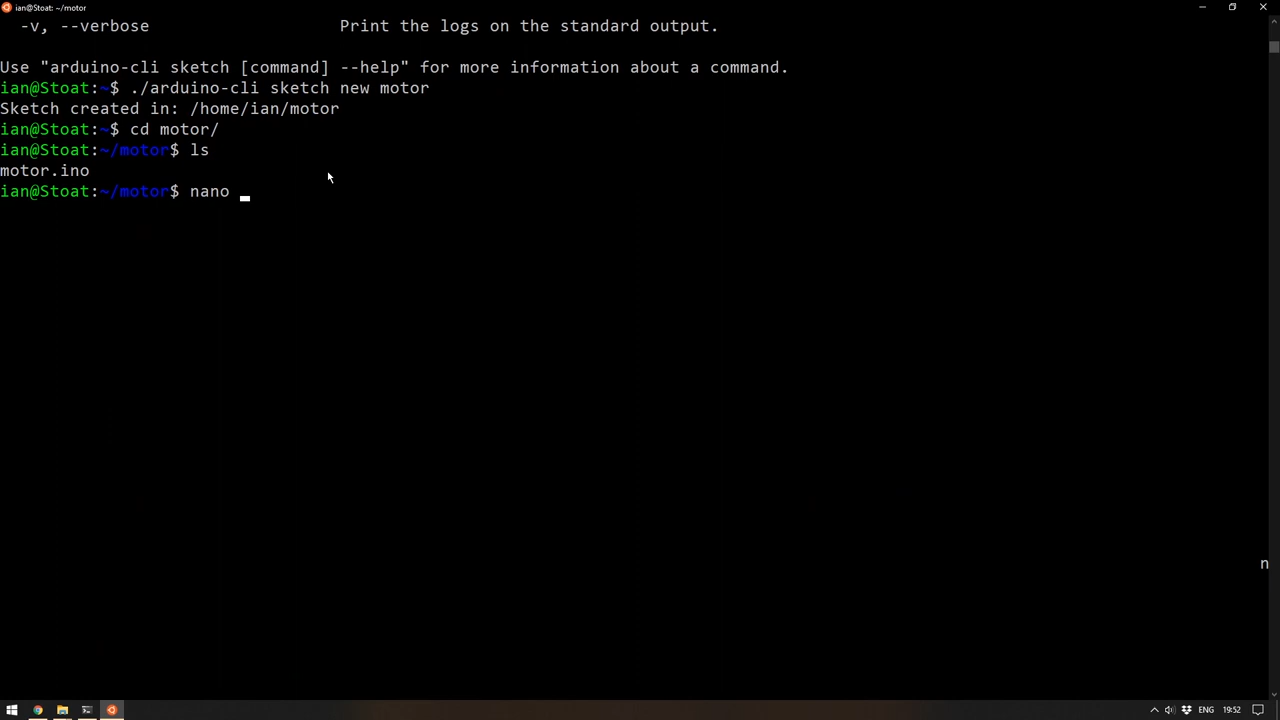 ian@Stoat: ~/motor
-v, --verbose Print the logs on the standard output.
Use "arduino-cli sketch [command] --help" for more information about a command.
ian@Stoat:~$ ./arduino-cli sketch new motor
Sketch created in: /home/ian/motor
ian@Stoat:~$ cd motor/
ian@Stoat:~/motor$ ls
motor.ino
ian@Stoat:~/motor$ nano
n
ENG 19:52